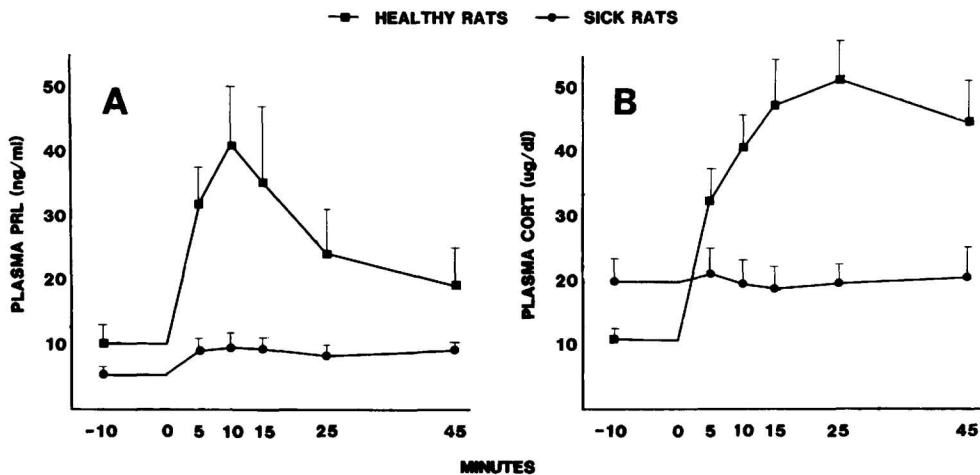 HEALTHY RATS SICK RATS
A
PLASMA PRL (ng/ml)
50
40
30
20
10
-10 0 5 10 15 25 45
B
PLASMA CORT (ug/dl)
50
40
30
20
10
-10 0 5 10 15 25 45
MINUTES